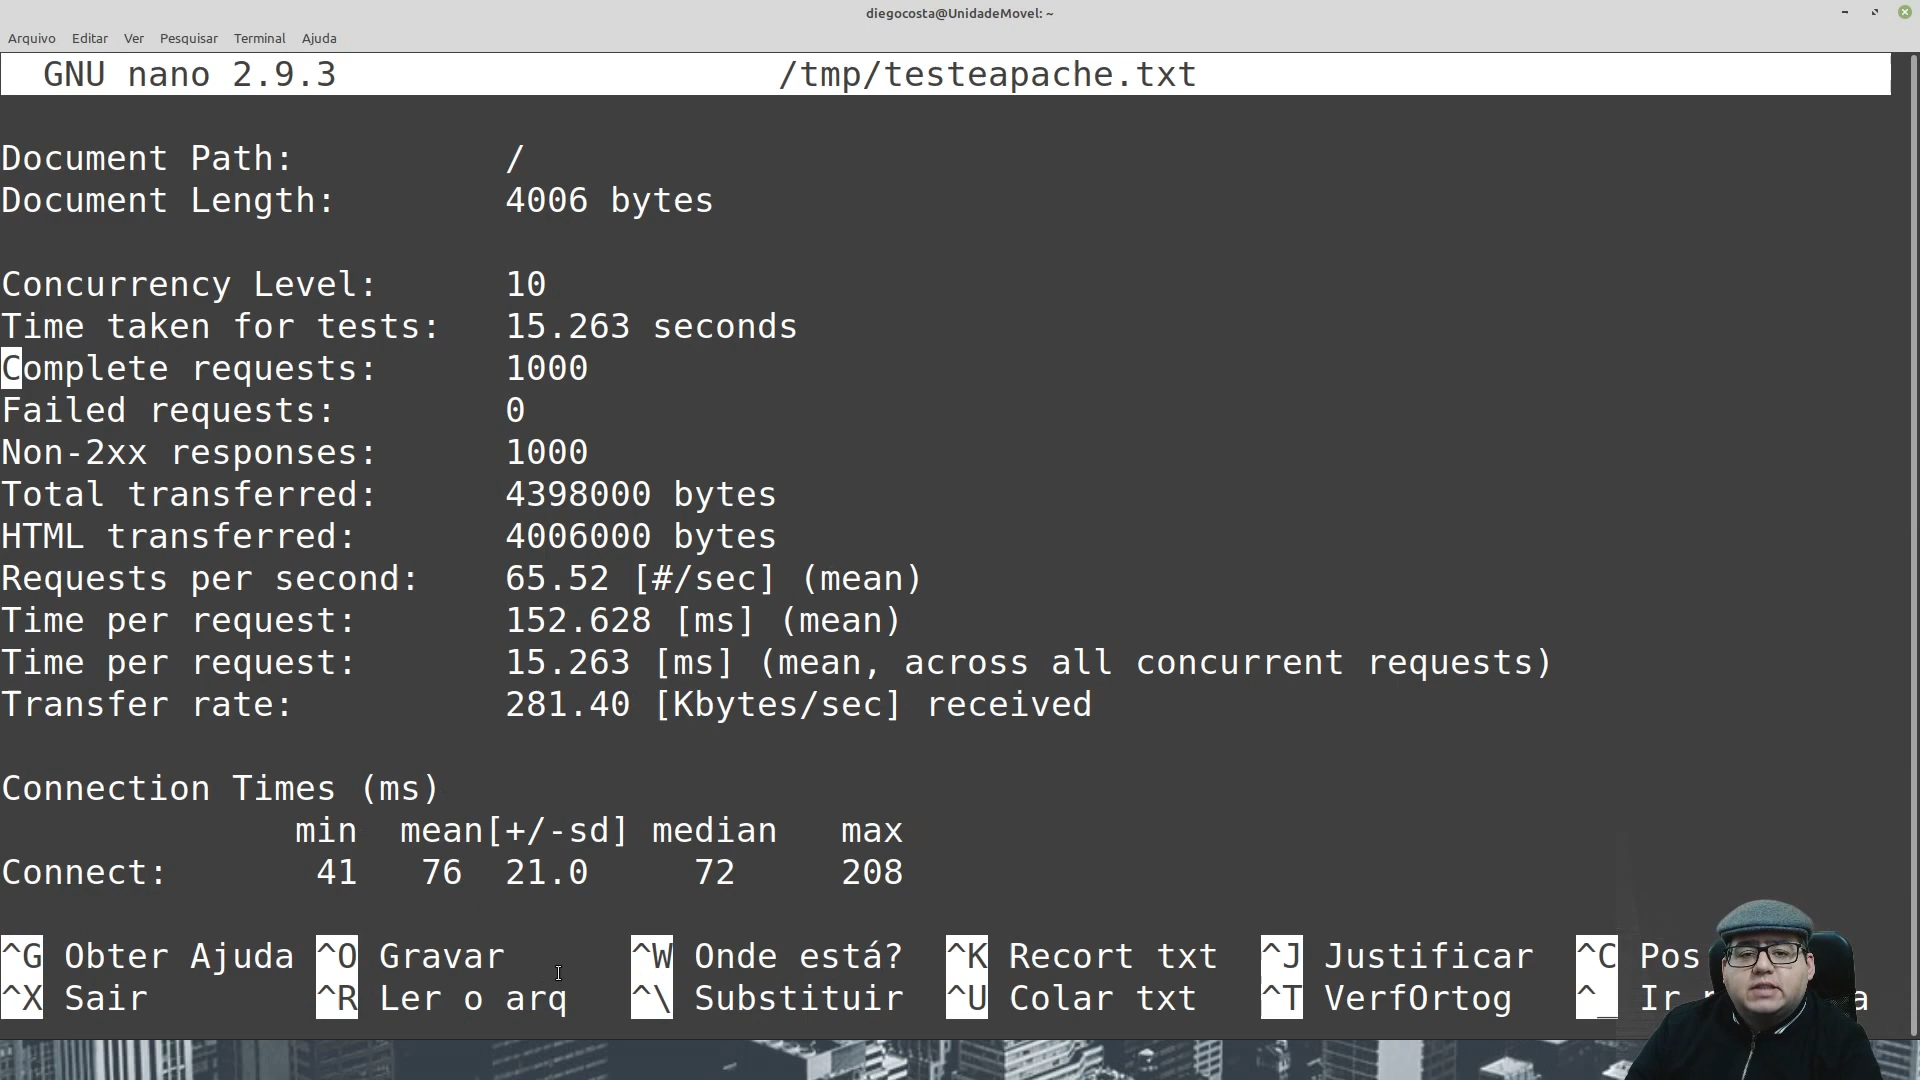 diegocosta@UnidadeMovel: ~
Arquivo Editar Ver Pesquisar Terminal Ajuda
GNU nano 2.9.3 /tmp/testeapache.txt
Document Path: /
Document Length: 4006 bytes
Concurrency Level: 10
Time taken for tests: 15.263 seconds
Complete requests: 1000
Failed requests: 0
Non-2xx responses: 1000
Total transferred: 4398000 bytes
HTML transferred: 4006000 bytes
Requests per second: 65.52 [#/sec] (mean)
Time per request: 152.628 [ms] (mean)
Time per request: 15.263 [ms] (mean, across all concurrent requests)
Transfer rate: 281.40 [Kbytes/sec] received
Connection Times (ms)
min mean[+/-sd] median max
Connect: 41 76 21.0 72 208
^G Obter Ajuda ^O Gravar ^W Onde está? ^K Recort txt ^J Justificar ^C Pos
^X Sair ^R Ler o arq ^\ Substituir ^U Colar txt ^T VerfOrtog ^_ Ir